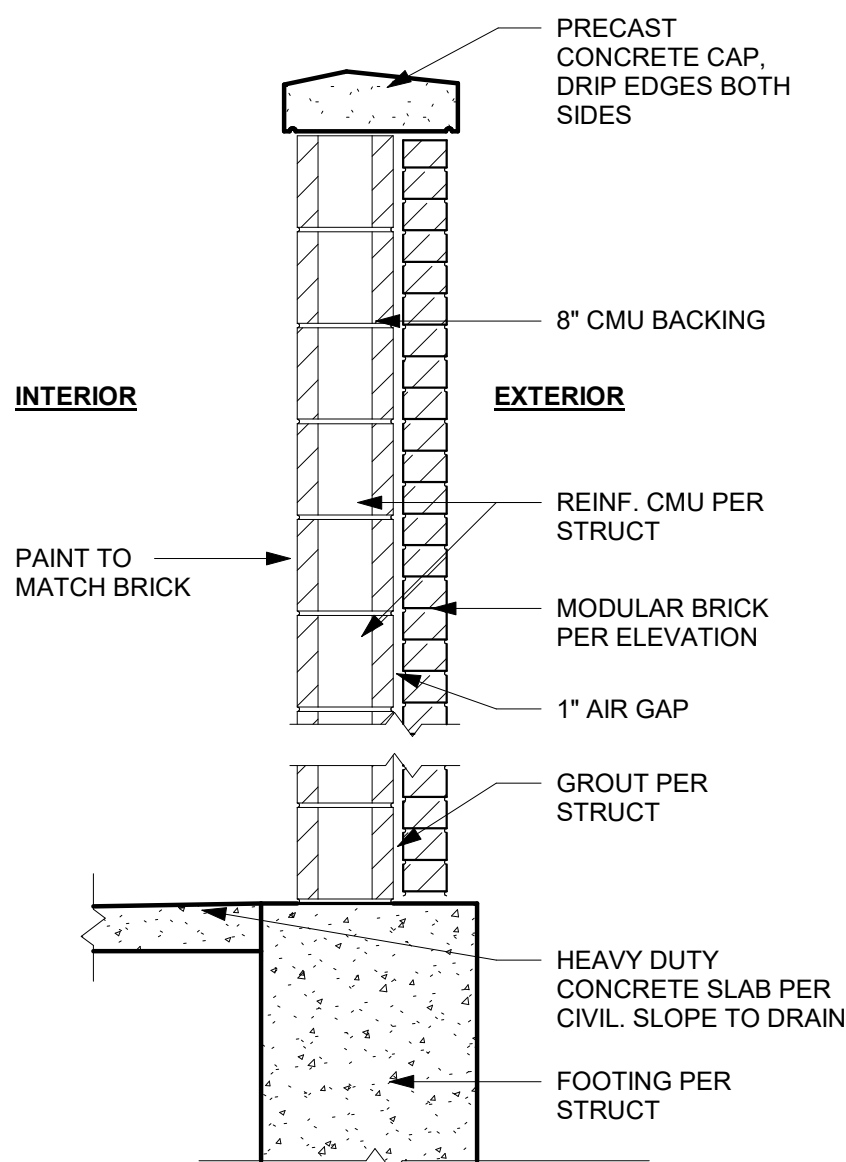 PRECAST
CONCRETE CAP,
DRIP EDGES BOTH
SIDES
8" CMU BACKING
INTERIOR
EXTERIOR
REINF. CMU PER
STRUCT
PAINT TO
MATCH BRICK
MODULAR BRICK
PER ELEVATION
1" AIR GAP
GROUT PER
STRUCT
HEAVY DUTY
CONCRETE SLAB PER
CIVIL. SLOPE TO DRAIN
FOOTING PER
STRUCT